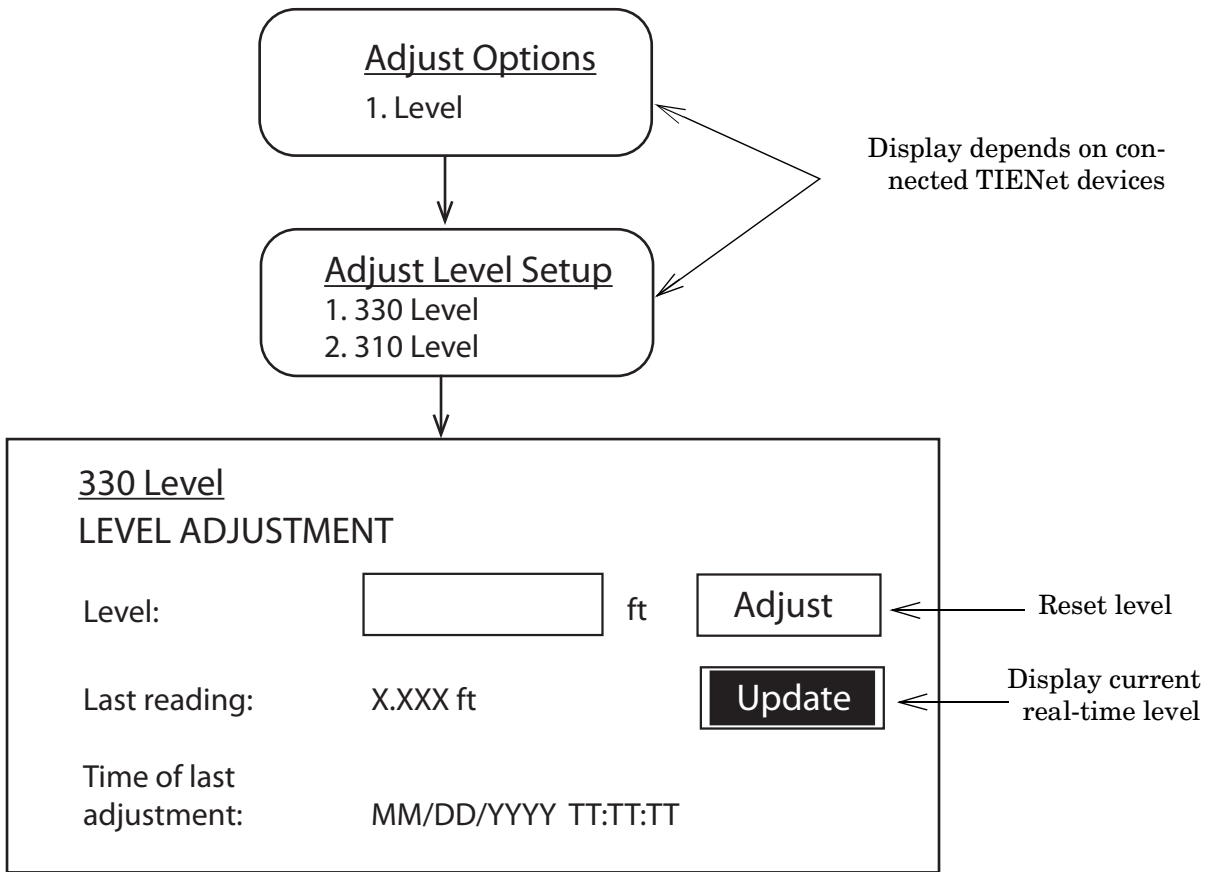 Adjust Options
1. Level
Display depends on con-
nected TIENet devices
Adjust Level Setup
1. 330 Level
2. 310 Level
330 Level
LEVEL ADJUSTMENT
Level:
ft
Adjust
Reset level
Last reading:
X.XXX ft
Update
Display current
real-time level
Time of last
adjustment:
MM/DD/YYYY TT:TT:TT